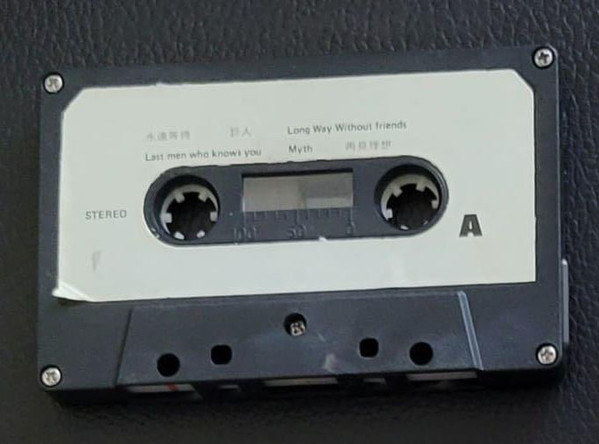 永遠等待 巨人 Long Way Without friends
Last men who knows you Myth 再見理想
STEREO
100 50 0
A